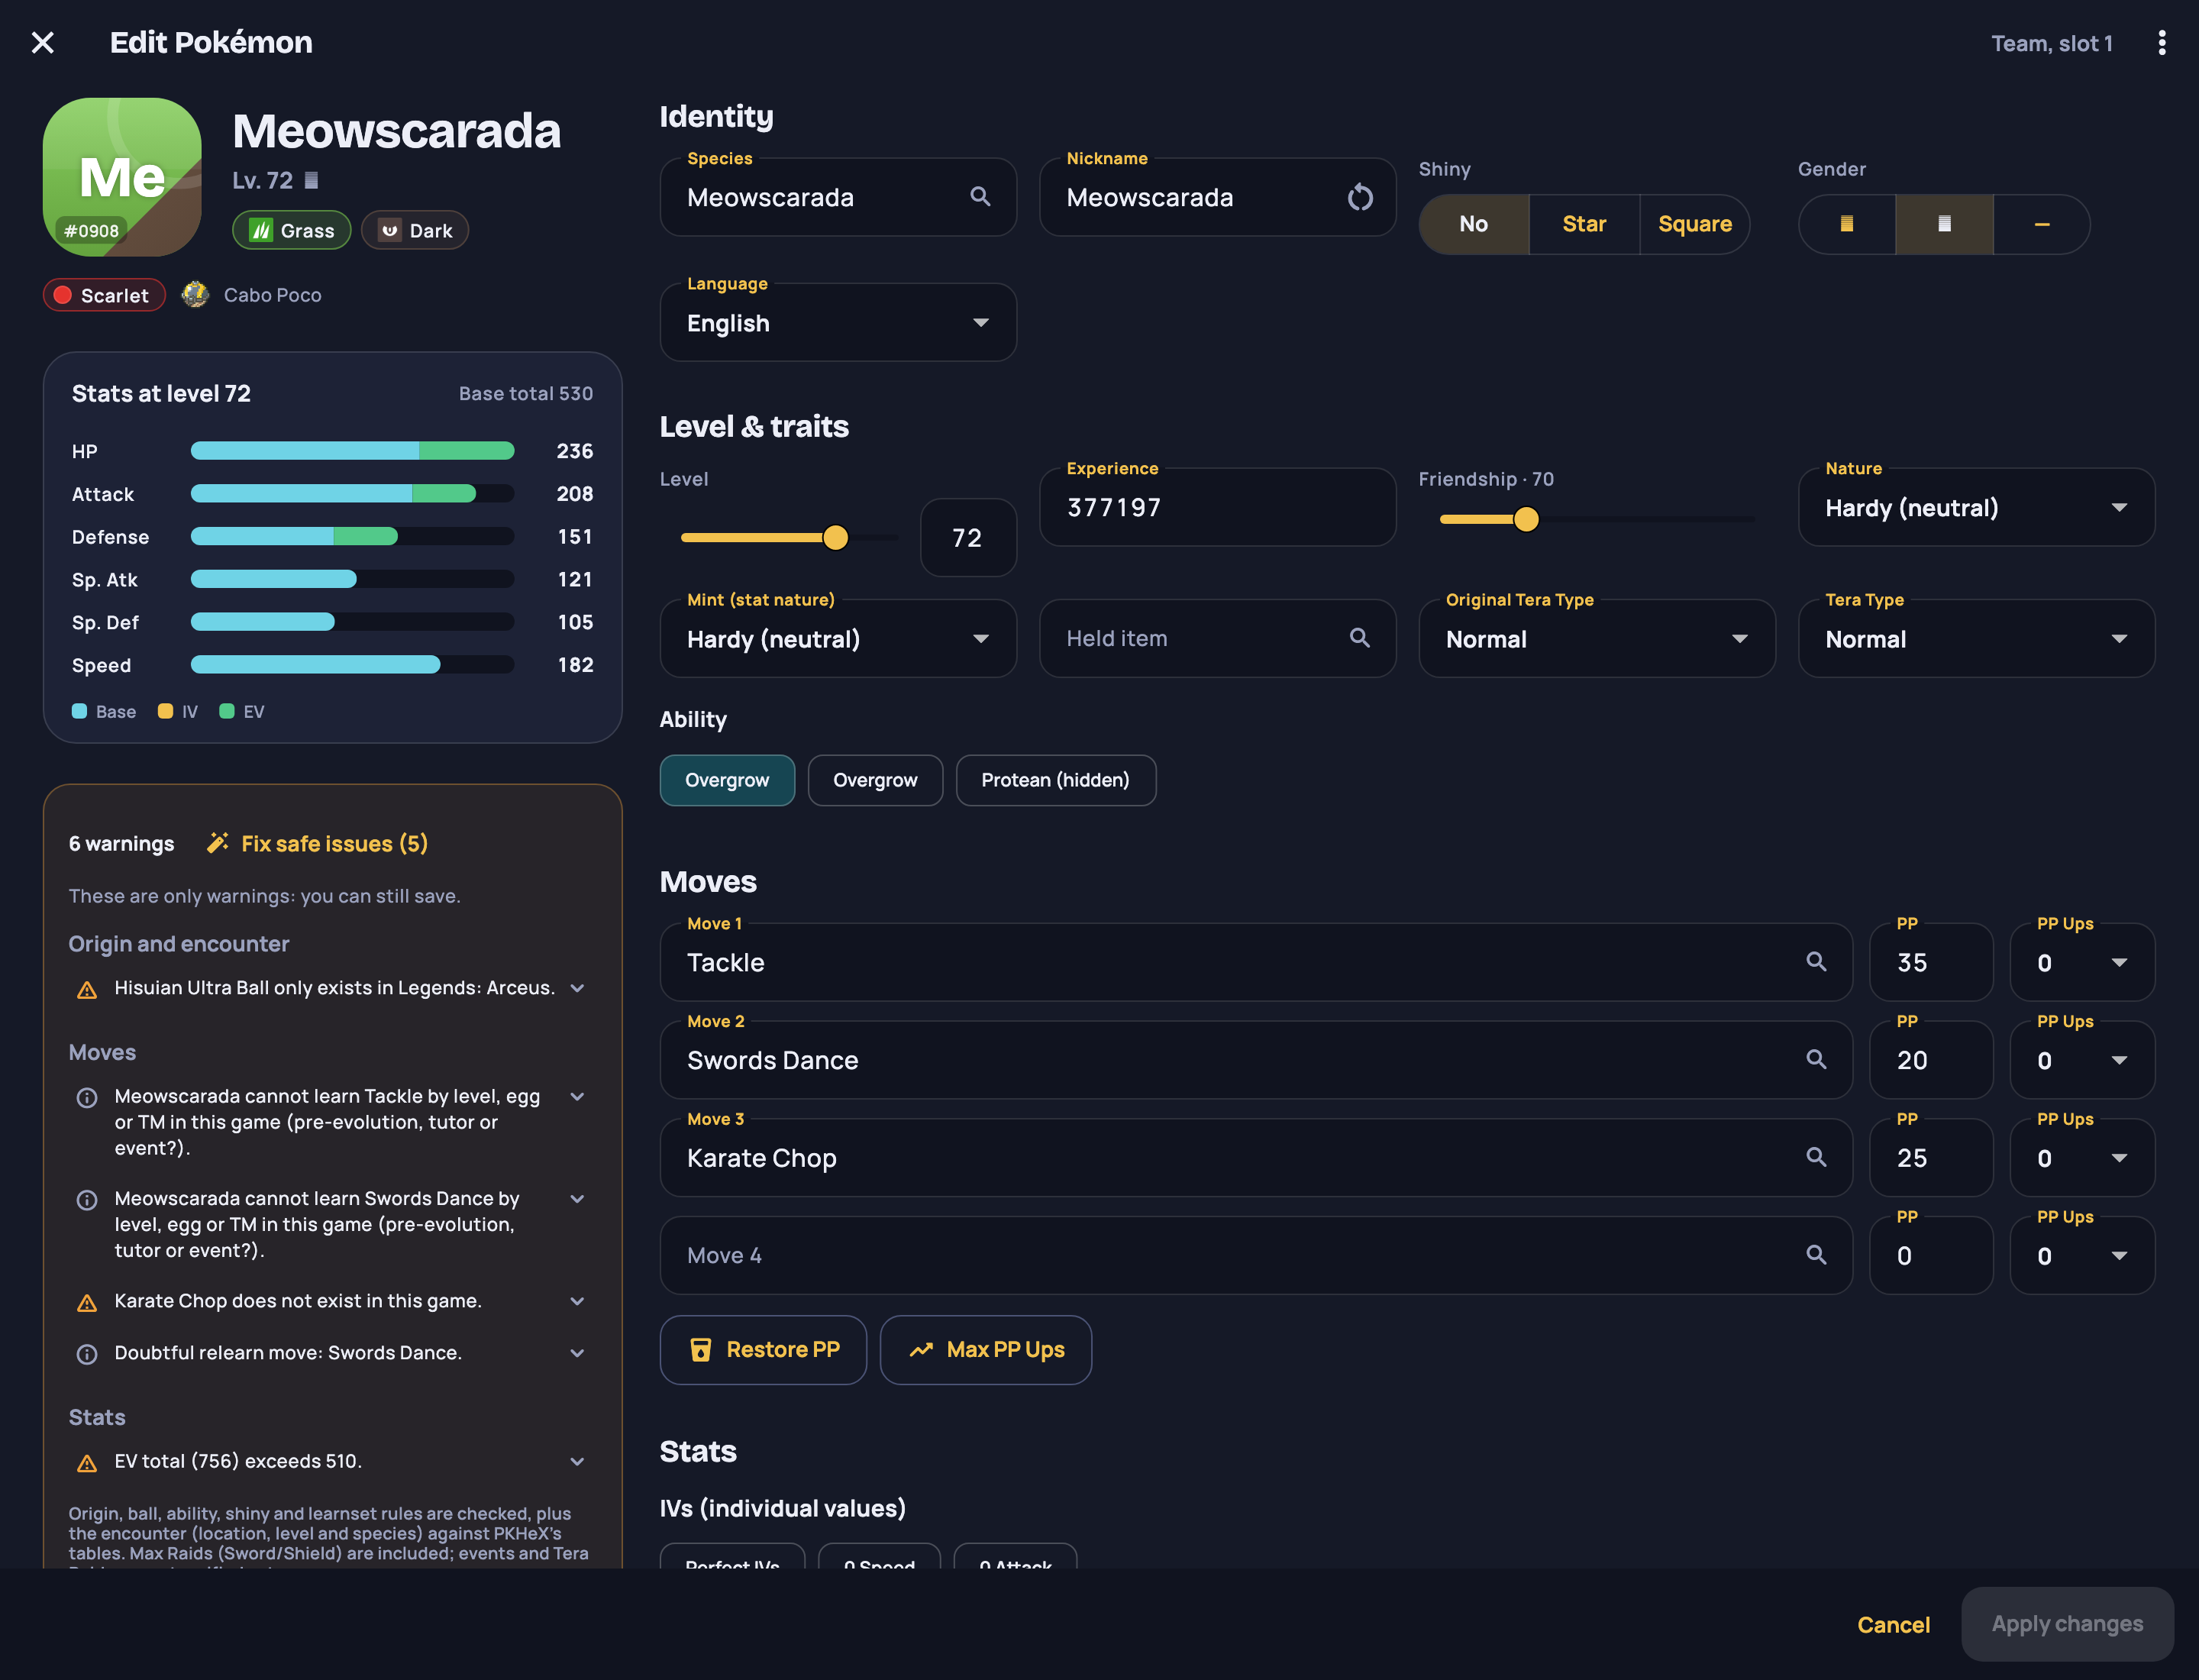 Edit Pokémon
Team, slot 1
Me
#0908
Meowscarada
Lv. 72
Grass
Dark
Scarlet
Cabo Poco
Stats at level 72
Base total 530
HP 236
Attack 208
Defense 151
Sp. Atk 121
Sp. Def 105
Speed 182
Base IV EV
6 warnings
Fix safe issues (5)
These are only warnings: you can still save.
Origin and encounter
Hisuian Ultra Ball only exists in Legends: Arceus.
Moves
Meowscarada cannot learn Tackle by level, egg
or TM in this game (pre-evolution, tutor or
event?).
Meowscarada cannot learn Swords Dance by
level, egg or TM in this game (pre-evolution,
tutor or event?).
Karate Chop does not exist in this game.
Doubtful relearn move: Swords Dance.
Stats
EV total (756) exceeds 510.
Origin, ball, ability, shiny and learnset rules are checked, plus
the encounter (location, level and species) against PKHeX's
tables. Max Raids (Sword/Shield) are included; events and Tera
Identity
Species
Meowscarada
Nickname
Meowscarada
Shiny
No Star Square
Gender
–
Language
English
Level & traits
Level
72
Experience
377197
Friendship · 70
Nature
Hardy (neutral)
Mint (stat nature)
Hardy (neutral)
Held item
Original Tera Type
Normal
Tera Type
Normal
Ability
Overgrow
Overgrow
Protean (hidden)
Moves
Move 1
Tackle
PP
35
PP Ups
0
Move 2
Swords Dance
PP
20
PP Ups
0
Move 3
Karate Chop
PP
25
PP Ups
0
Move 4
PP
0
PP Ups
0
Restore PP
Max PP Ups
Stats
IVs (individual values)
Perfect IVs
0 Speed
0 Attack
Cancel
Apply changes